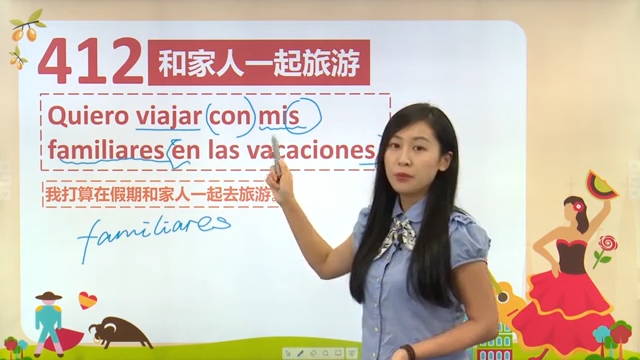 412 和家人一起旅游
Quiero viajar con mis
familiares en las vacaciones
我打算在假期和家人一起去旅游
familiares